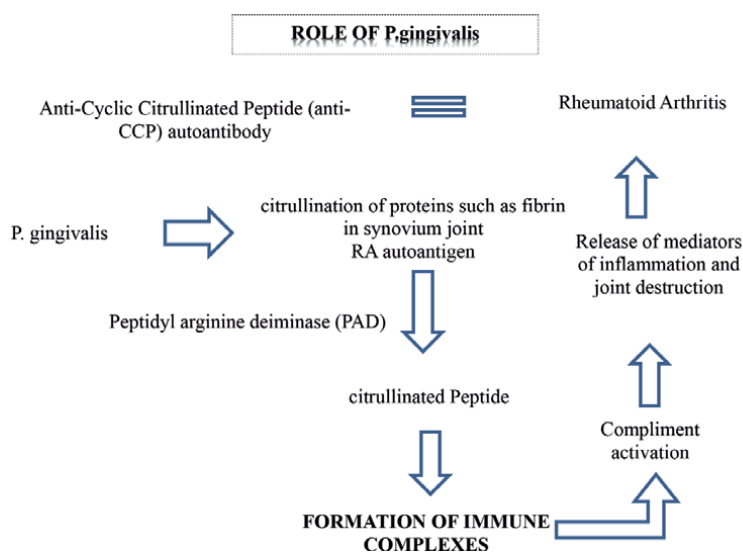 ROLE OF P.gingivalis
Anti-Cyclic Citrullinated Peptide (anti-
CCP) autoantibody
Rheumatoid Arthritis
P. gingivalis
citrullination of proteins such as fibrin
in synovium joint
RA autoantigen
Release of mediators
of inflammation and
joint destruction
Peptidyl arginine deiminase (PAD)
citrullinated Peptide
Compliment
activation
FORMATION OF IMMUNE
COMPLEXES